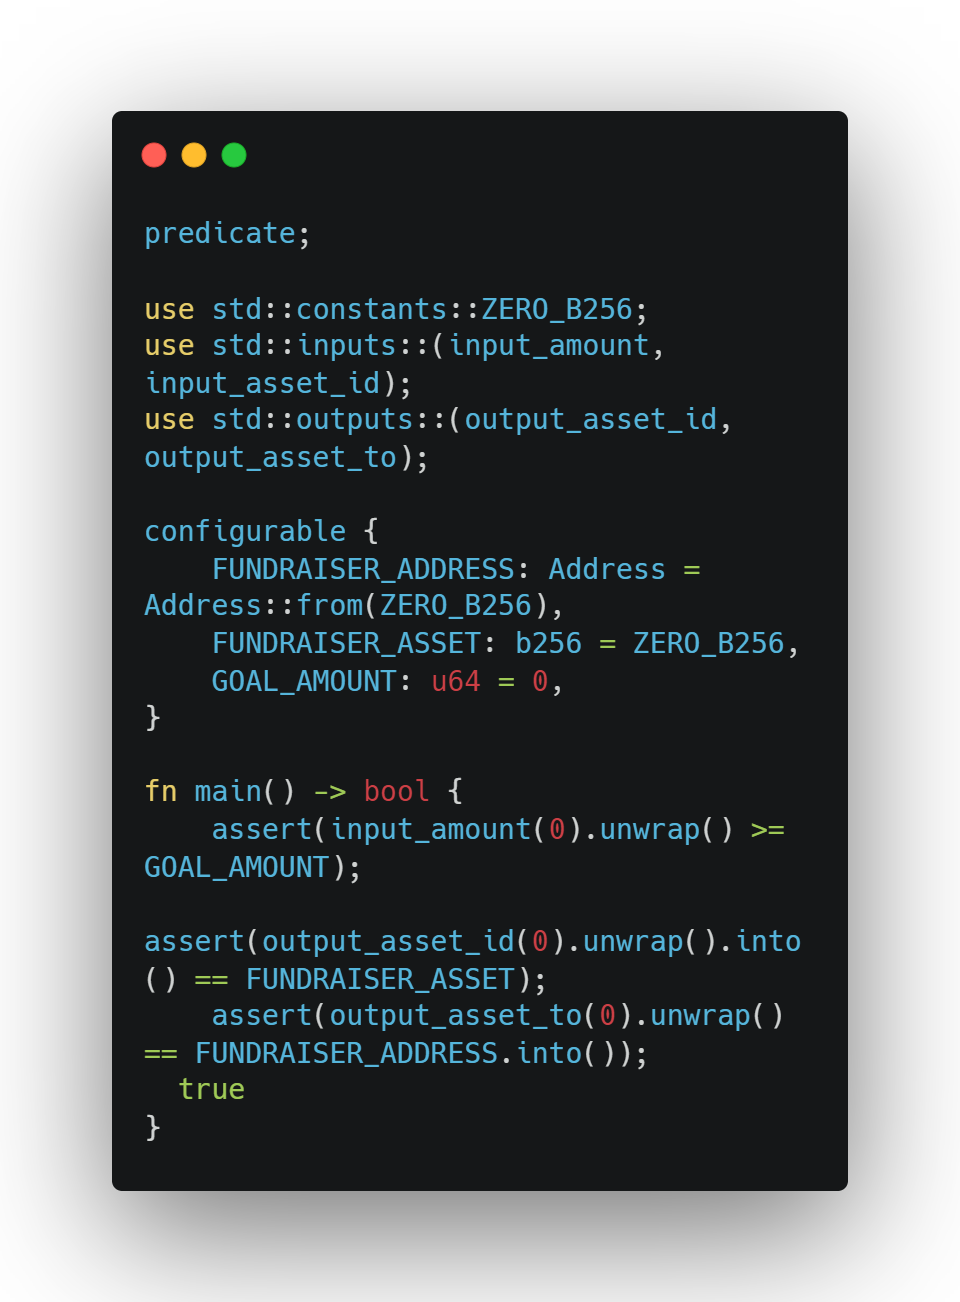 predicate;

use std::constants::ZERO_B256;
use std::inputs::(input_amount,
input_asset_id);
use std::outputs::(output_asset_id,
output_asset_to);

configurable {
    FUNDRAISER_ADDRESS: Address =
Address::from(ZERO_B256),
    FUNDRAISER_ASSET: b256 = ZERO_B256,
    GOAL_AMOUNT: u64 = 0,
}

fn main() -> bool {
    assert(input_amount(0).unwrap() >=
GOAL_AMOUNT);

assert(output_asset_id(0).unwrap().into
() == FUNDRAISER_ASSET);
    assert(output_asset_to(0).unwrap()
== FUNDRAISER_ADDRESS.into());
  true
}